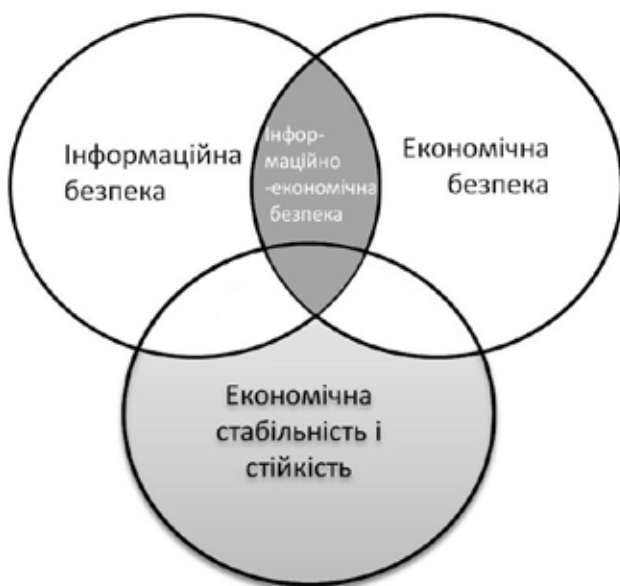 Інформаційна
безпека
Інфор-
маційно
-економічна
безпека
Економічна
безпека
Економічна
стабільність і
стійкість